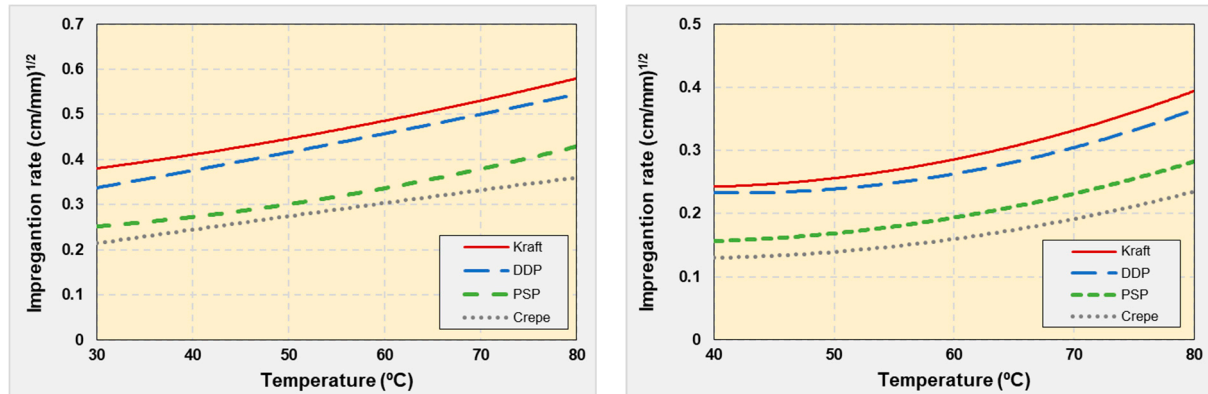 0.7
0.6
0.5
0.4
0.3
0.2
0.1
0
30
40
50
60
70
80
Impregantion rate (cm/mm)1/2
Temperature (ºC)
Kraft
DDP
PSP
Crepe
0.5
0.4
0.3
0.2
0.1
0
40
50
60
70
80
Impregantion rate (cm/mm)1/2
Temperature (ºC)
Kraft
DDP
PSP
Crepe